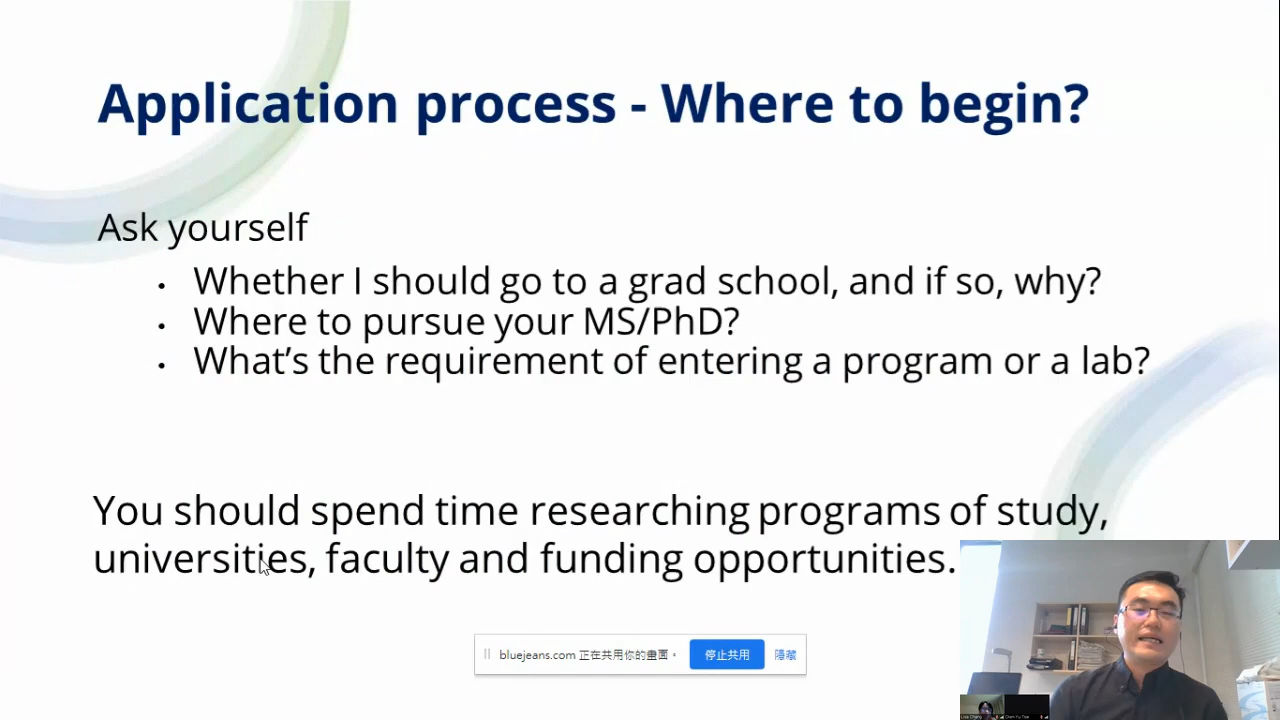 Application process - Where to begin?
Ask yourself
• Whether I should go to a grad school, and if so, why?
• Where to pursue your MS/PhD?
• What’s the requirement of entering a program or a lab?
You should spend time researching programs of study,
universities, faculty and funding opportunities.
bluejeans.com 正在共用你的畫面。 停止共用 隱藏